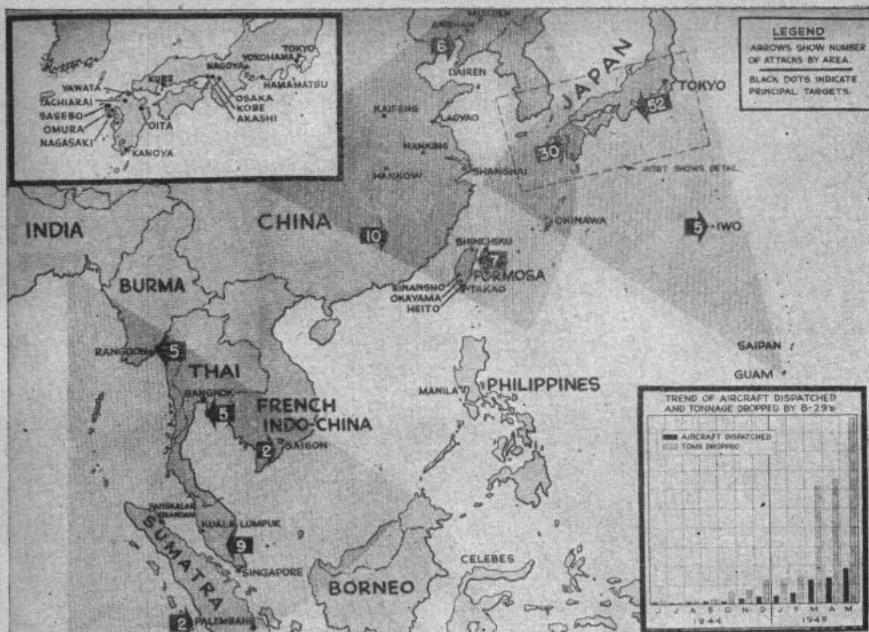 TOKYO
NAGOYA
YOKOHAMA
KURE
HAMAMATSU
YAWATA
TACHIARAI
OSAKA
SASEBO
KOBE
OMURA
OITA
AKASHI
NAGASAKI
KANOYA
MUKDEN
ANSHAN
6
DAIREN
JAPAN
LEGEND
ARROWS SHOW NUMBER
OF ATTACKS BY AREA.
BLACK DOTS INDICATE
PRINCIPAL TARGETS.
TOKYO
52
KAIFENG
LAOYAO
30
NANKING
SHANGHAI
HANKOW
INSET SHOWS DETAIL
INDIA
CHINA
10
OKINAWA
5
IWO
SHINCHIKU
7
FORMOSA
BURMA
TAKAO
OKAYAMA
HEITO
RANGOON
5
THAI
SAIPAN
GUAM
BANGKOK
5
FRENCH
INDO-CHINA
MANILA
PHILIPPINES
2
SAIGON
TREND OF AIRCRAFT DISPATCHED
AND TONNAGE DROPPED BY B-29's
AIRCRAFT DISPATCHED
TONS DROPPED
KUALA LUMPUR
SUMATRA
9
SINGAPORE
BORNEO
CELEBES
2
PALEMBANG
J J A S O N D J F M A M
1944 1945